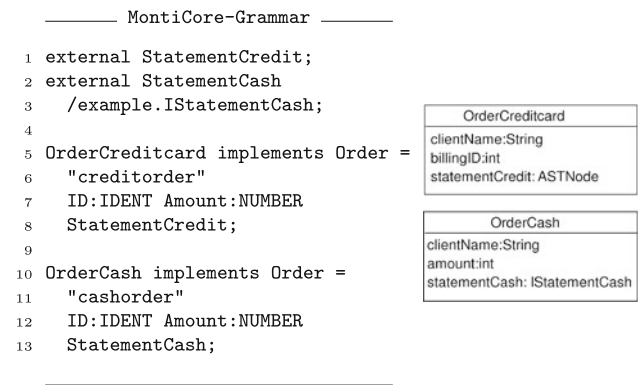 MontiCore-Grammar
1 external StatementCredit;
2 external StatementCash
3 /example.IStatementCash;
4
5 OrderCreditcard implements Order =
6 "creditorder"
7 ID:IDENT Amount:NUMBER
8 StatementCredit;
9
10 OrderCash implements Order =
11 "cashorder"
12 ID:IDENT Amount:NUMBER
13 StatementCash;
OrderCreditcard
clientName:String
billingID:int
statementCredit: ASTNode
OrderCash
clientName:String
amount:int
statementCash: IStatementCash